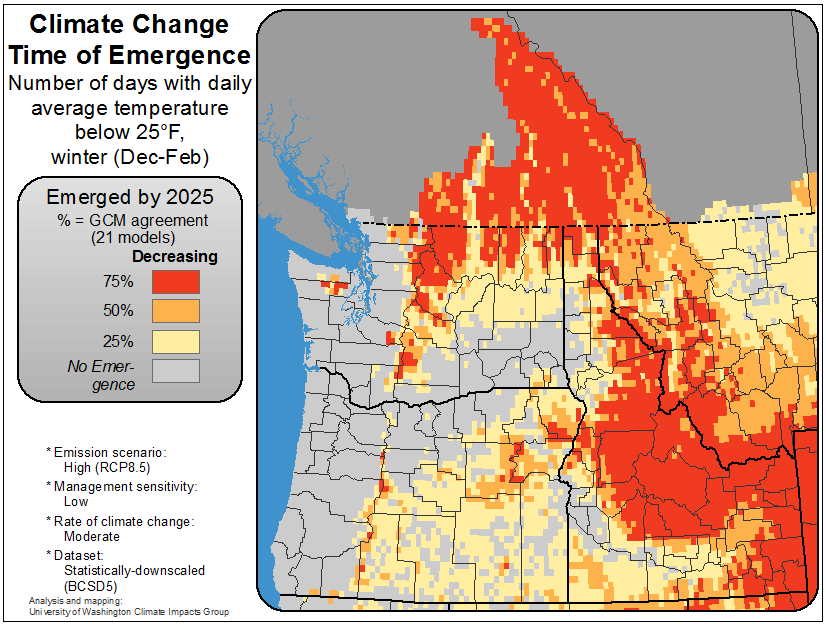 Climate Change
Time of Emergence
Number of days with daily
average temperature
below 25°F,
winter (Dec-Feb)
Emerged by 2025
% = GCM agreement
(21 models)
Decreasing
75%
50%
25%
No Emer-
gence
* Emission scenario:
High (RCP8.5)
* Management sensitivity:
Low
* Rate of climate change:
Moderate
* Dataset:
Statistically-downscaled
(BCSD5)
Analysis and mapping:
University of Washington Climate Impacts Group